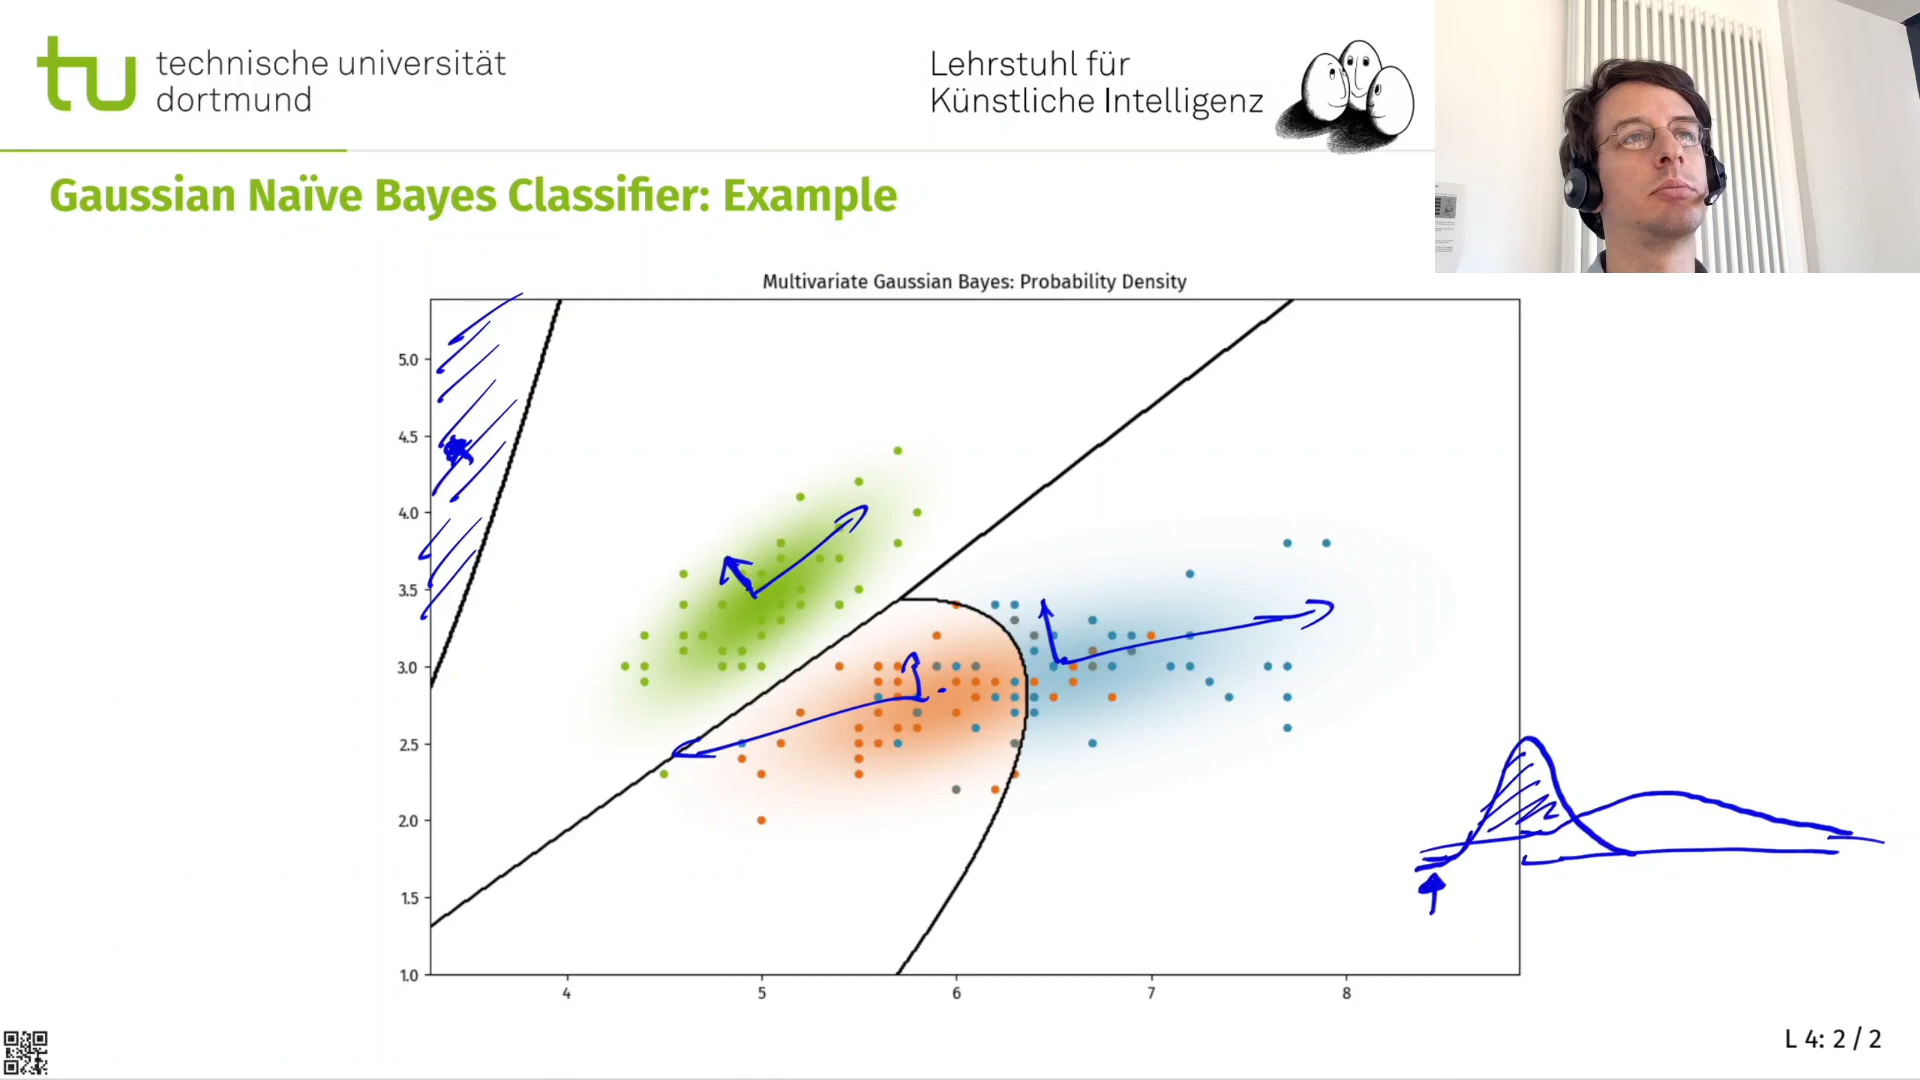 technische universität
dortmund
Lehrstuhl für
Künstliche Intelligenz
Gaussian Naïve Bayes Classifier: Example
Multivariate Gaussian Bayes: Probability Density
5.0
4.5
4.0
3.5
3.0
2.5
2.0
1.5
1.0
4 5 6 7 8
L 4: 2 / 2